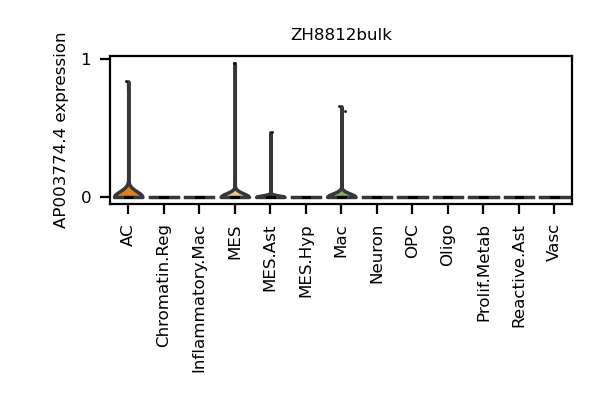 ZH8812bulk
AP003774.4 expression
1
0
AC
Chromatin.Reg
Inflammatory.Mac
MES
MES.Ast
MES.Hyp
Mac
Neuron
OPC
Oligo
Prolif.Metab
Reactive.Ast
Vasc